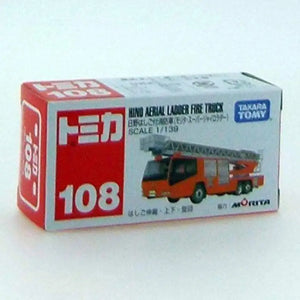 トミカ
108
HINO AERIAL LADDER FIRE TRUCK
日野はしご付消防車(モリタ・スーパージャイロラダー)
SCALE 1/139
TAKARA
TOMY
トミカ
108
はしご伸縮・上下・旋回
協力 MORITA